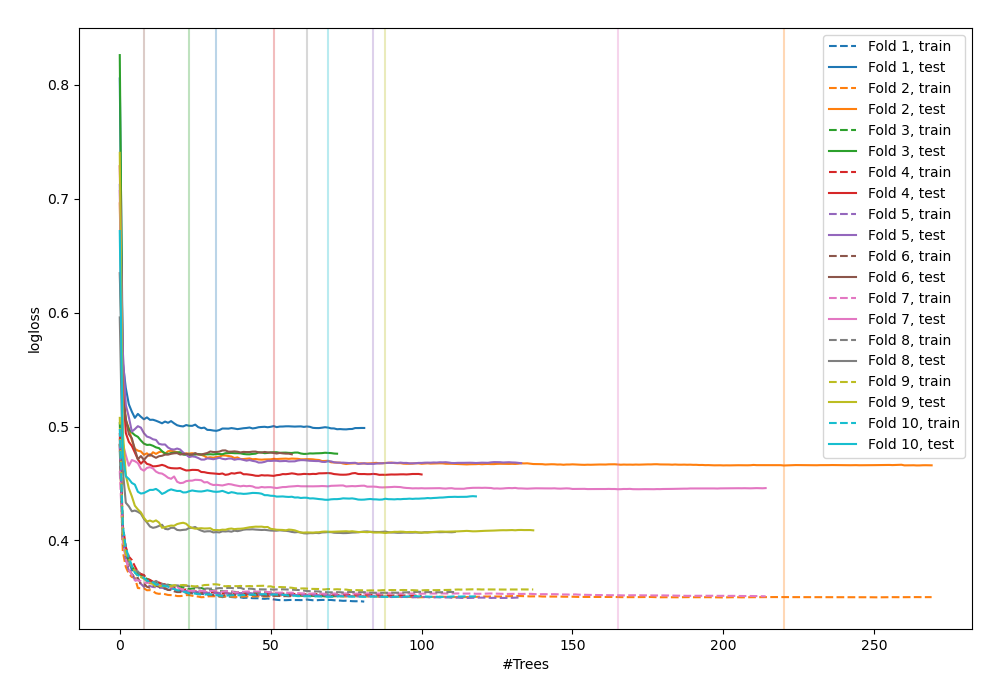 0.8
0.7
0.6
0.5
0.4
logloss
0
50
100
150
200
250
#Trees
Fold 1, train
Fold 1, test
Fold 2, train
Fold 2, test
Fold 3, train
Fold 3, test
Fold 4, train
Fold 4, test
Fold 5, train
Fold 5, test
Fold 6, train
Fold 6, test
Fold 7, train
Fold 7, test
Fold 8, train
Fold 8, test
Fold 9, train
Fold 9, test
Fold 10, train
Fold 10, test